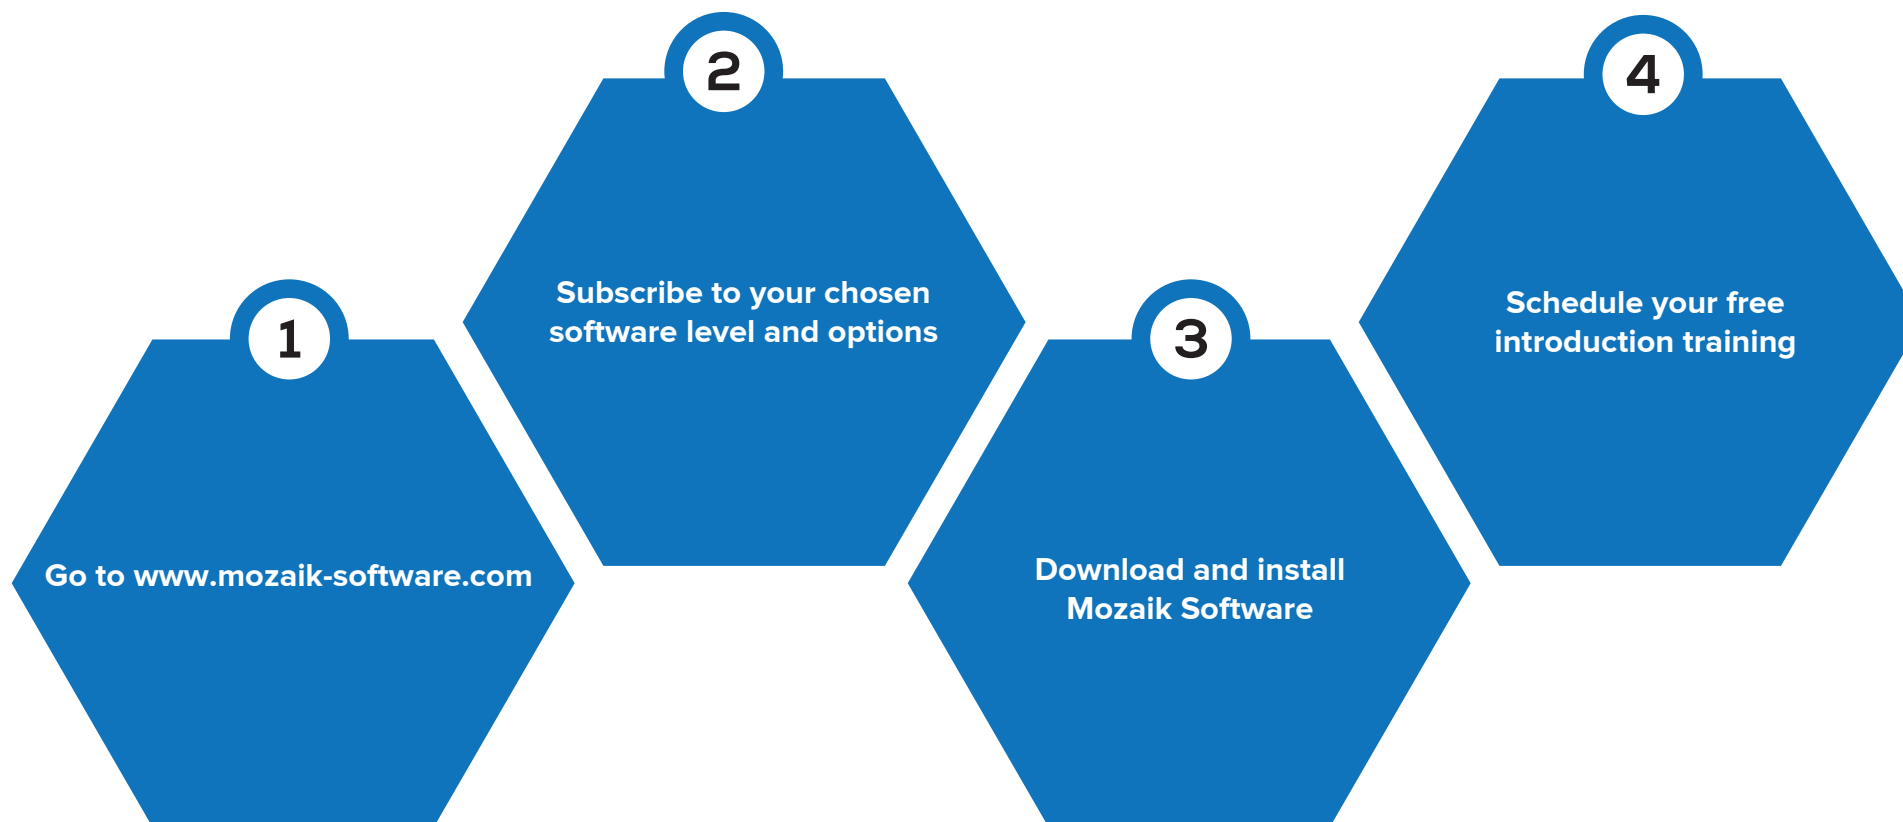 1
Go to www.mozaik-software.com
2
Subscribe to your chosen
software level and options
3
Download and install
Mozaik Software
4
Schedule your free
introduction training